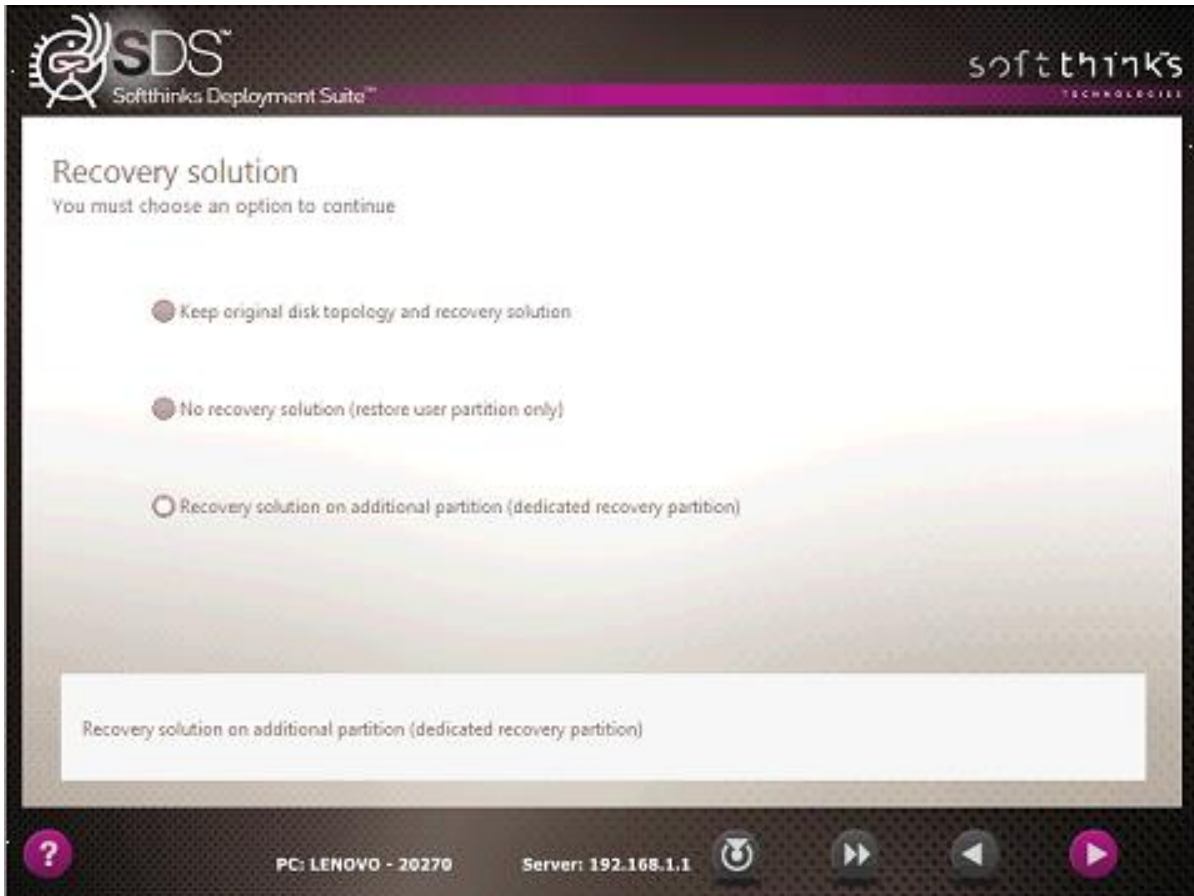 SDS™
Softthinks Deployment Suite™
softthinks
TECHNOLOGIES
Recovery solution
You must choose an option to continue
Keep original disk topology and recovery solution
No recovery solution (restore user partition only)
Recovery solution on additional partition (dedicated recovery partition)
Recovery solution on additional partition (dedicated recovery partition)
?
PC: LENOVO - 20270
Server: 192.168.1.1